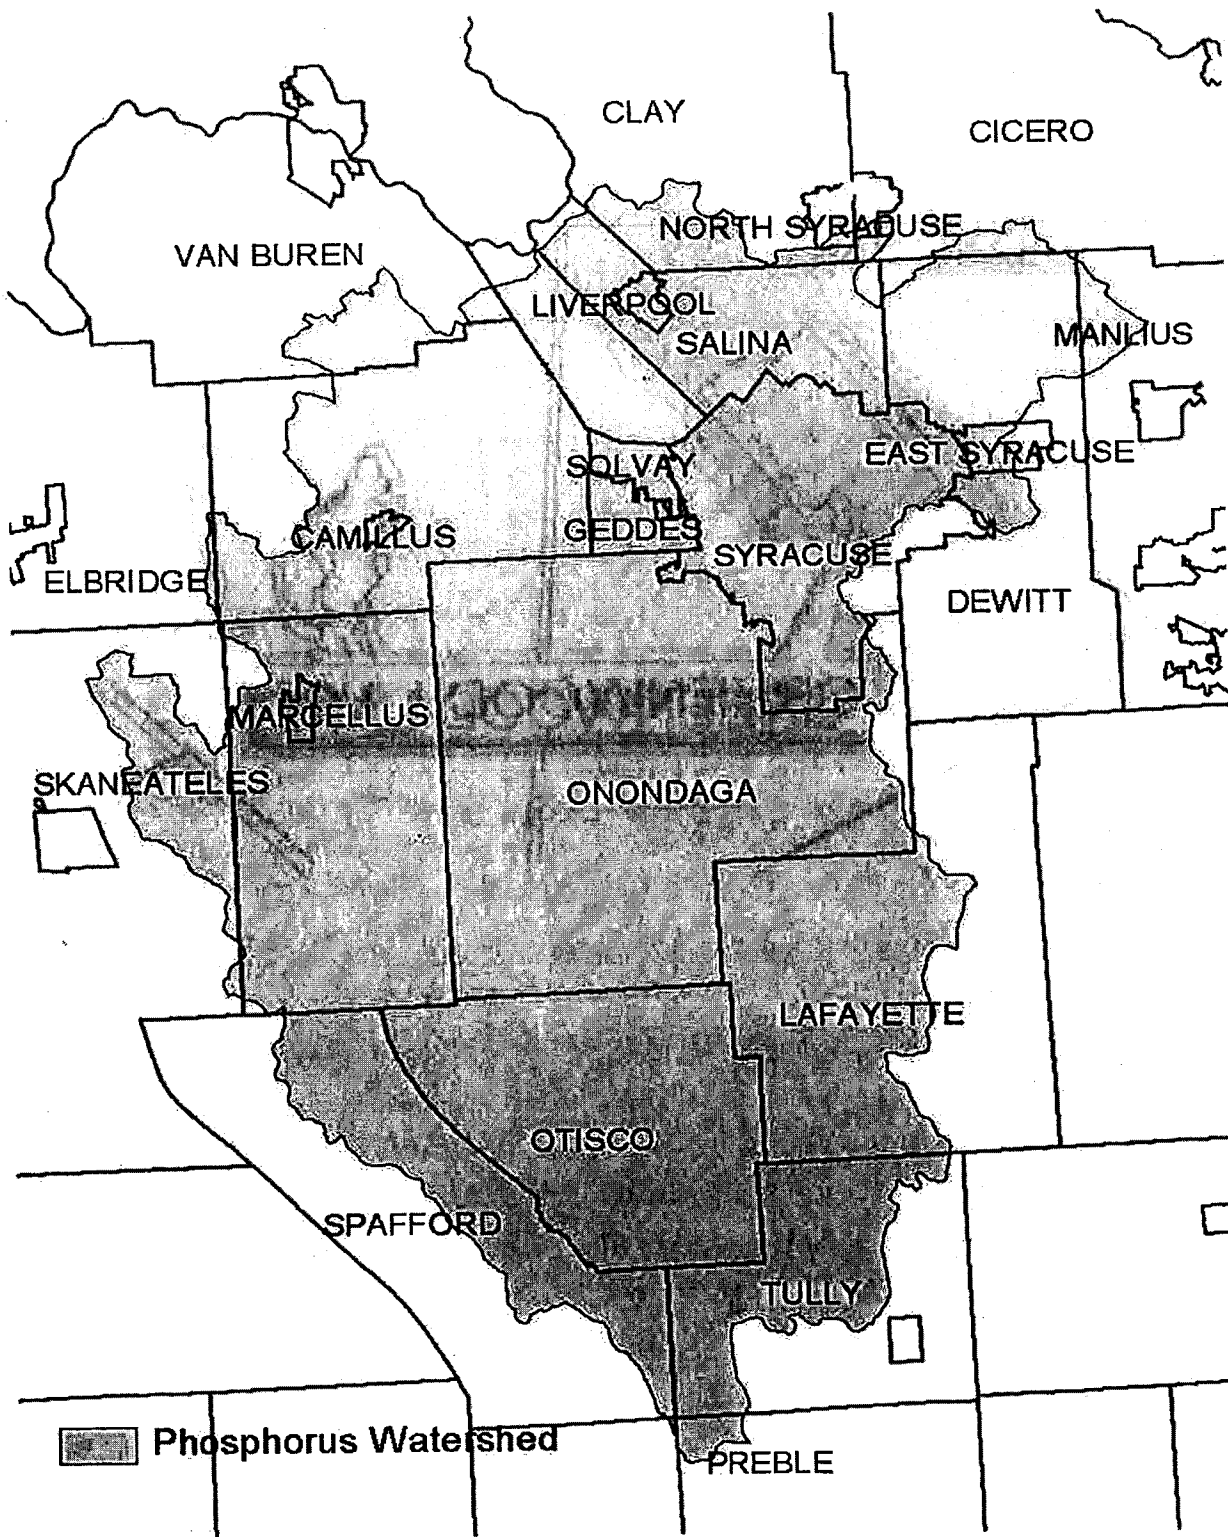 CLAY
CICERO
NORTH SYRACUSE
VAN BUREN
LIVERPOOL
MANLIUS
SALINA
EAST SYRACUSE
SOLVAY
CAMILLUS
GEDDES
SYRACUSE
ELBRIDGE
DEWITT
MARCELLUS
SKANEATELES
ONONDAGA
LAFAYETTE
OTISCO
SPAFFORD
TULLY
Phosphorus Watershed
PREBLE